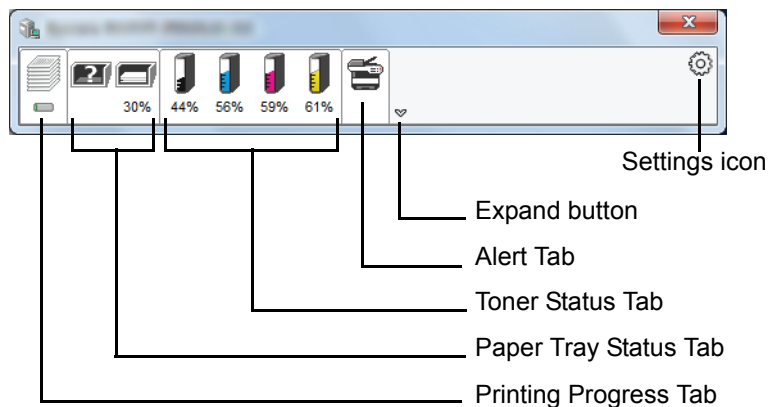 x
?
30% 44% 56% 59% 61%
Settings icon
Expand button
Alert Tab
Toner Status Tab
Paper Tray Status Tab
Printing Progress Tab